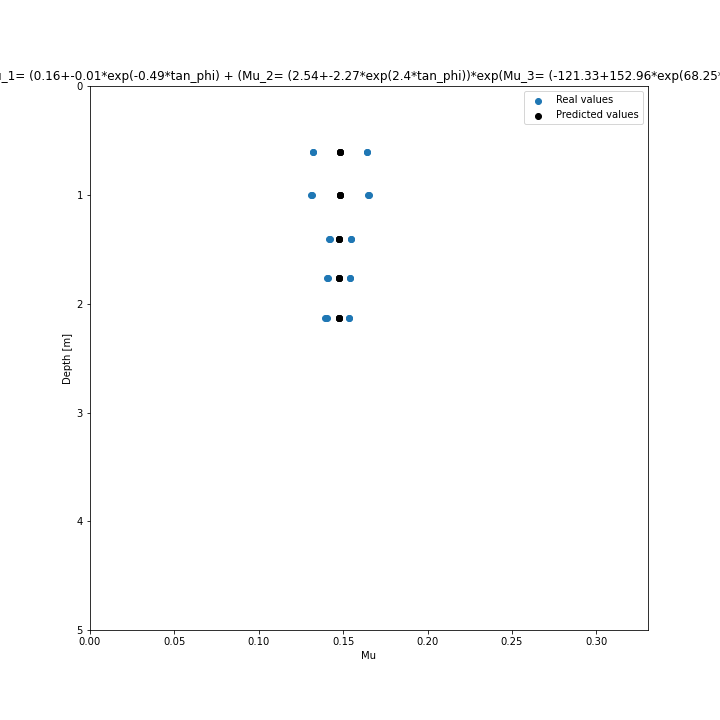 _1= (0.16+-0.01*exp(-0.49*tan_phi) + (Mu_2= (2.54+-2.27*exp(2.4*tan_phi))*exp(Mu_3= (-121.33+152.96*exp(68.25*
0
Real values
Predicted values
1
2
Depth [m]
3
4
5
0.00 0.05 0.10 0.15 0.20 0.25 0.30
Mu